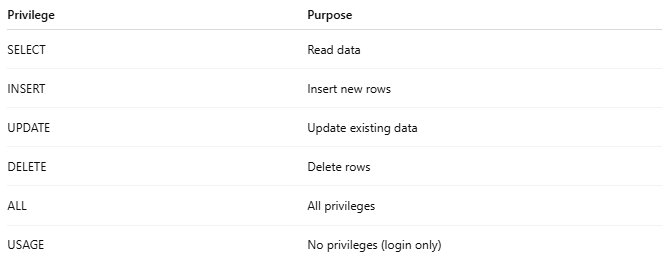 Privilege Purpose
SELECT Read data
INSERT Insert new rows
UPDATE Update existing data
DELETE Delete rows
ALL All privileges
USAGE No privileges (login only)